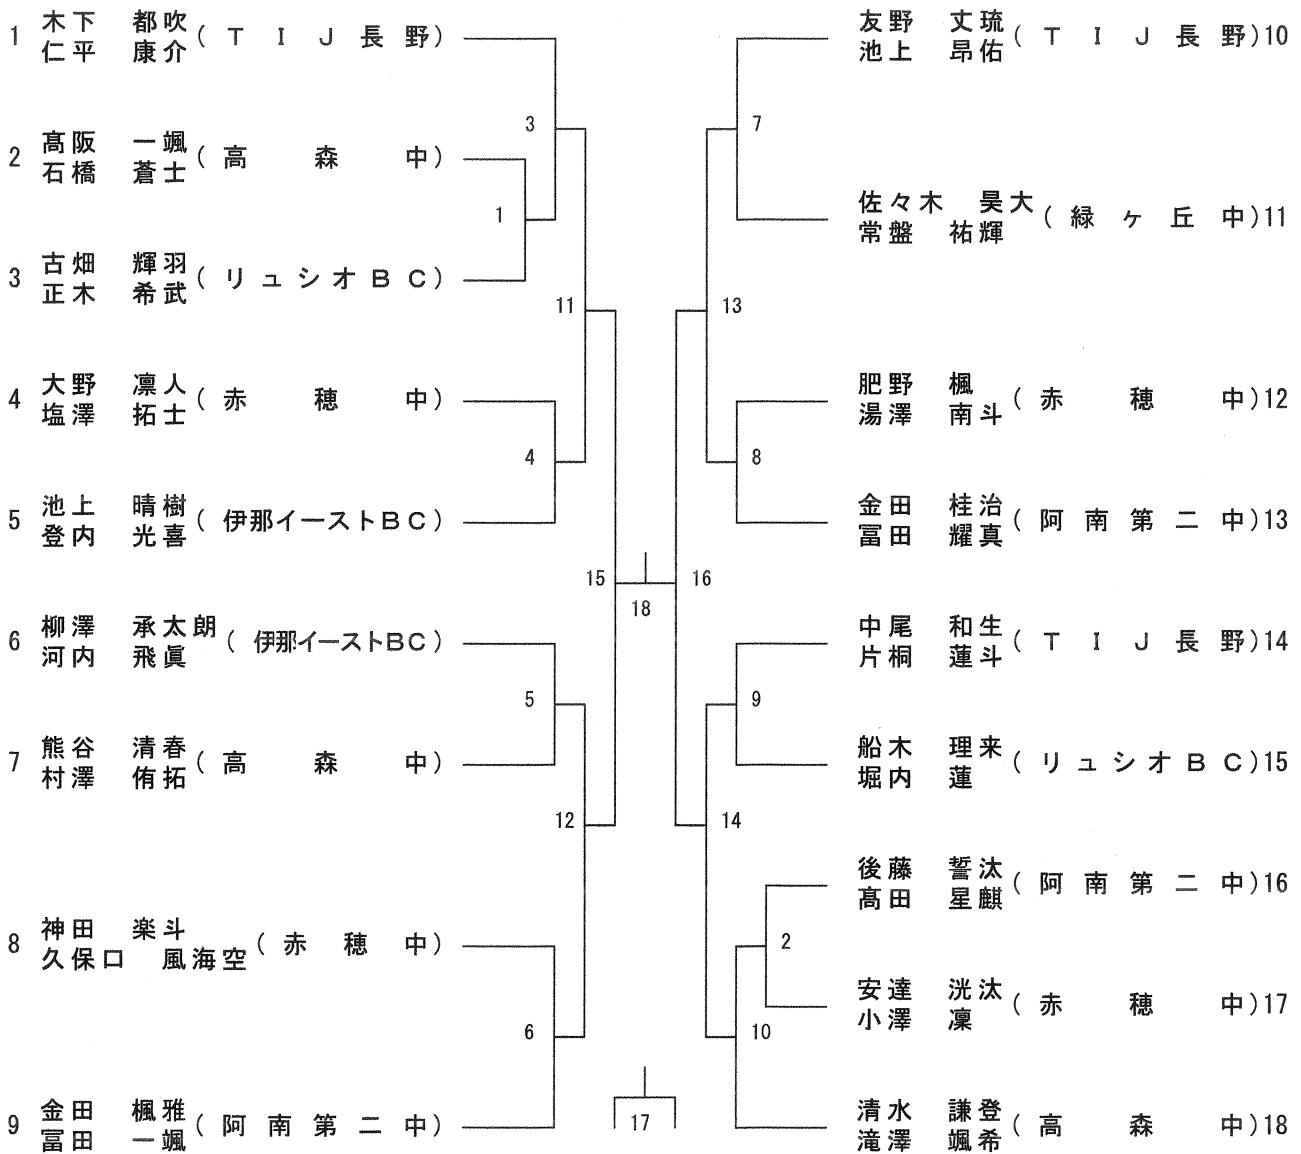 1 木下 都吹
仁平 康介 (TIJ長野)
2 髙阪 一颯
石橋 蒼士 (高森中)
3 古畑 輝羽
正木 希武 (リュシオBC)
4 大野 凛人
塩澤 拓士 (赤穂中)
5 池上 晴樹
登内 光喜 (伊那イーストBC)
6 柳澤 承太朗
河内 飛眞 (伊那イーストBC)
7 熊谷 清春
村澤 侑拓 (高森中)
8 神田 楽斗
久保口 風海空 (赤穂中)
9 金田 楓雅
冨田 一颯 (阿南第二中)
3
1
11
4
15
5
12
6
18
17
7
13
8
16
9
14
2
10
友野 丈琉
池上 昂佑 (TIJ長野) 10
佐々木 昊大
常盤 祐輝 (緑ヶ丘中) 11
肥野 楓
湯澤 南斗 (赤穂中) 12
金田 桂治
冨田 耀真 (阿南第二中) 13
中尾 和生
片桐 蓮斗 (TIJ長野) 14
船木 理来
堀内 蓮 (リュシオBC) 15
後藤 誓汰
髙田 星麒 (阿南第二中) 16
安達 洸汰
小澤 凜 (赤穂中) 17
清水 謙登
滝澤 颯希 (高森中) 18